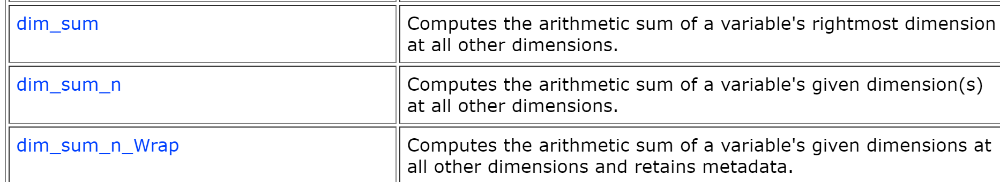 dim_sum
Computes the arithmetic sum of a variable's rightmost dimension
at all other dimensions.
dim_sum_n
Computes the arithmetic sum of a variable's given dimension(s)
at all other dimensions.
dim_sum_n_Wrap
Computes the arithmetic sum of a variable's given dimensions at
all other dimensions and retains metadata.